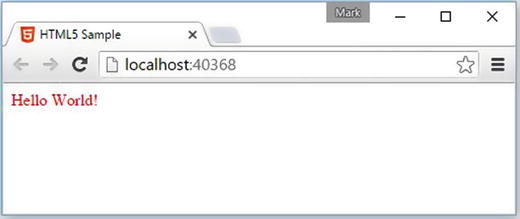 Mark
HTML5 Sample
localhost:40368
Hello World!